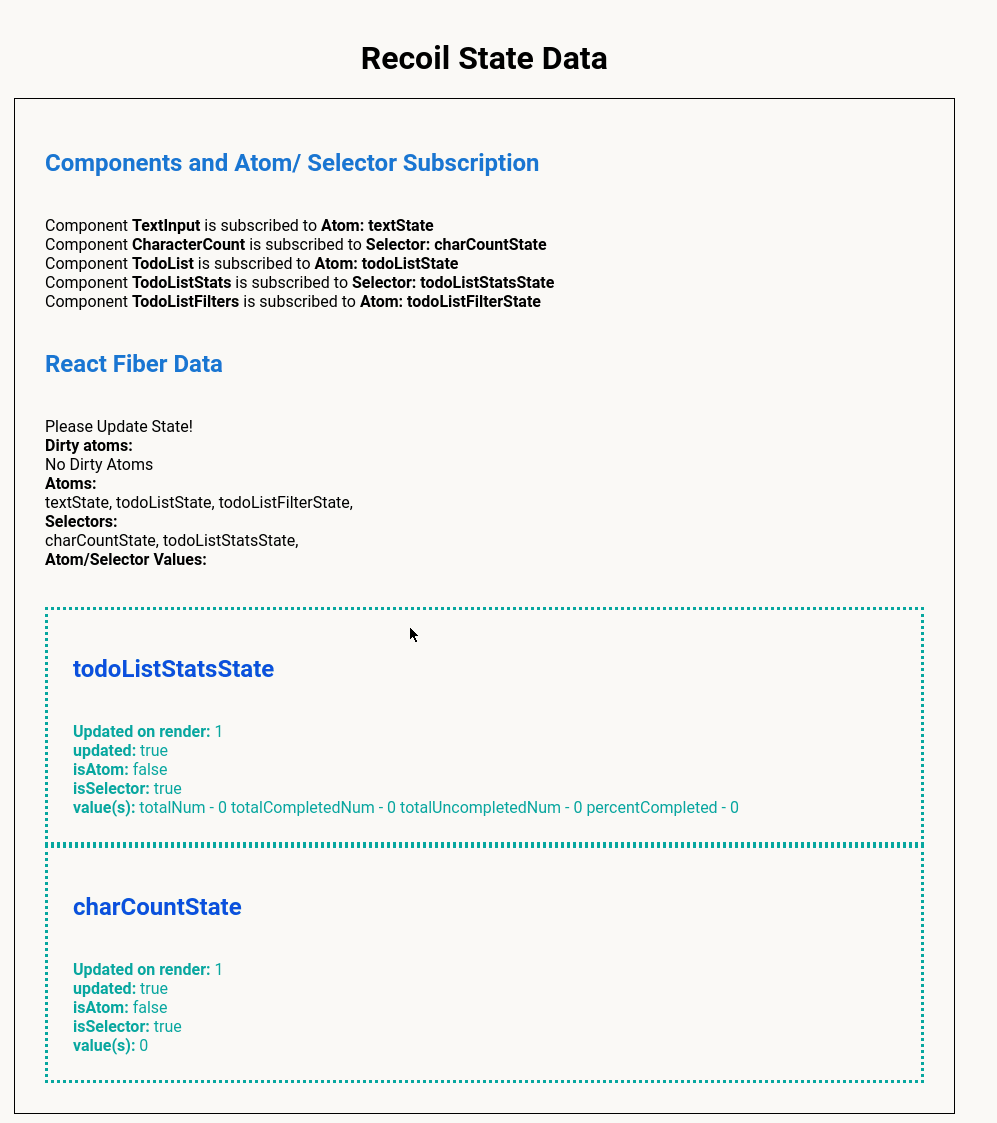 Recoil State Data
Components and Atom/ Selector Subscription
Component TextInput is subscribed to Atom: textState
Component CharacterCount is subscribed to Selector: charCountState
Component TodoList is subscribed to Atom: todoListState
Component TodoListStats is subscribed to Selector: todoListStatsState
Component TodoListFilters is subscribed to Atom: todoListFilterState
React Fiber Data
Please Update State!
Dirty atoms:
No Dirty Atoms
Atoms:
textState, todoListState, todoListFilterState,
Selectors:
charCountState, todoListStatsState,
Atom/Selector Values:
todoListStatsState
Updated on render: 1
updated: true
isAtom: false
isSelector: true
value(s): totalNum - 0 totalCompletedNum - 0 totalUncompletedNum - 0 percentCompleted - 0
charCountState
Updated on render: 1
updated: true
isAtom: false
isSelector: true
value(s): 0